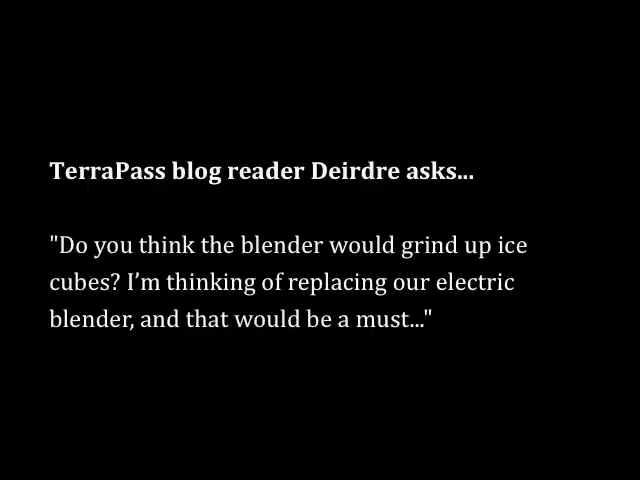 TerraPass blog reader Deirdre asks...
"Do you think the blender would grind up ice
cubes? I’m thinking of replacing our electric
blender, and that would be a must..."